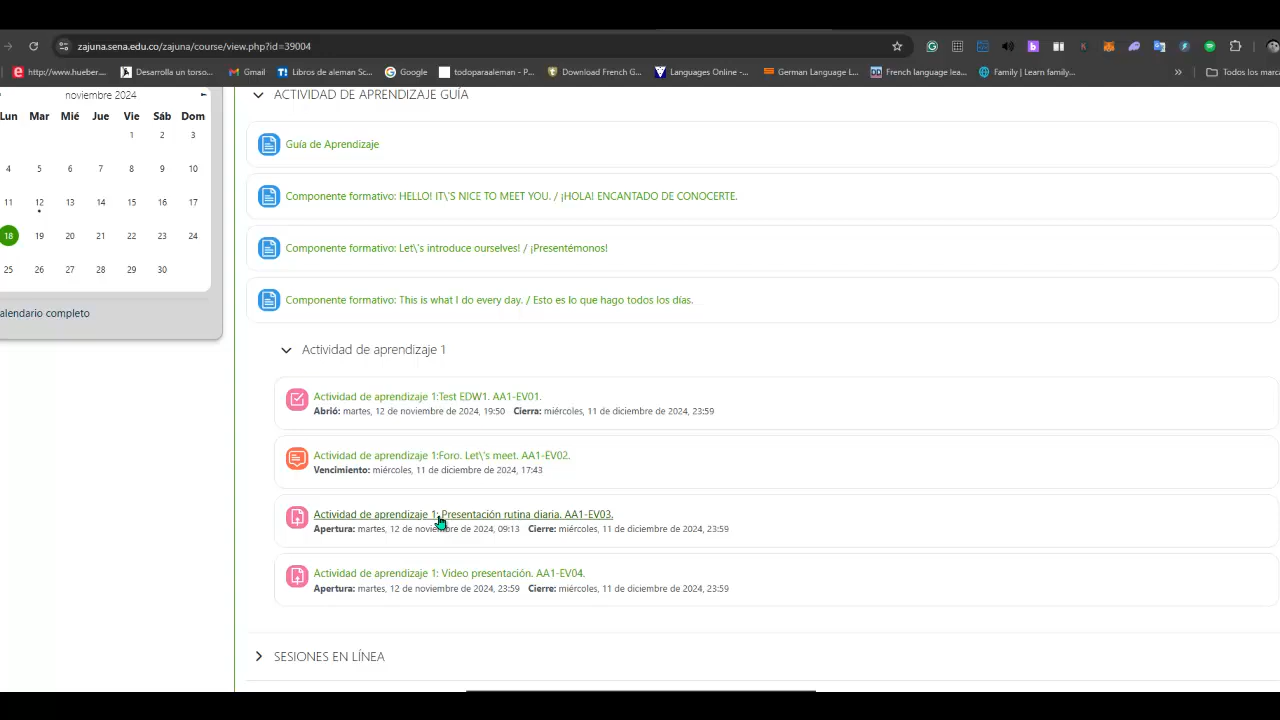 zajuna.sena.edu.co/zajuna/course/view.php?id=39004
http://www.hueber....
Desarrolla un torso...
Gmail
Libros de aleman Sc...
Google
todoparaaleman - P...
Download French G...
Languages Online -...
German Language L...
French language lea...
Family | Learn family...
»
Todos los marca
noviembre 2024
Lun Mar Mié Jue Vie Sáb Dom
1 2 3
4 5 6 7 8 9 10
11 12 13 14 15 16 17
18 19 20 21 22 23 24
25 26 27 28 29 30
alendario completo
ACTIVIDAD DE APRENDIZAJE GUÍA
Guía de Aprendizaje
Componente formativo: HELLO! IT\'S NICE TO MEET YOU. / ¡HOLA! ENCANTADO DE CONOCERTE.
Componente formativo: Let\'s introduce ourselves! / ¡Presentémonos!
Componente formativo: This is what I do every day. / Esto es lo que hago todos los días.
Actividad de aprendizaje 1
Actividad de aprendizaje 1:Test EDW1. AA1-EV01.
Abrió: martes, 12 de noviembre de 2024, 19:50 Cierra: miércoles, 11 de diciembre de 2024, 23:59
Actividad de aprendizaje 1:Foro. Let\'s meet. AA1-EV02.
Vencimiento: miércoles, 11 de diciembre de 2024, 17:43
Actividad de aprendizaje 1: Presentación rutina diaria. AA1-EV03.
Apertura: martes, 12 de noviembre de 2024, 09:13 Cierre: miércoles, 11 de diciembre de 2024, 23:59
Actividad de aprendizaje 1: Video presentación. AA1-EV04.
Apertura: martes, 12 de noviembre de 2024, 23:59 Cierre: miércoles, 11 de diciembre de 2024, 23:59
SESIONES EN LÍNEA